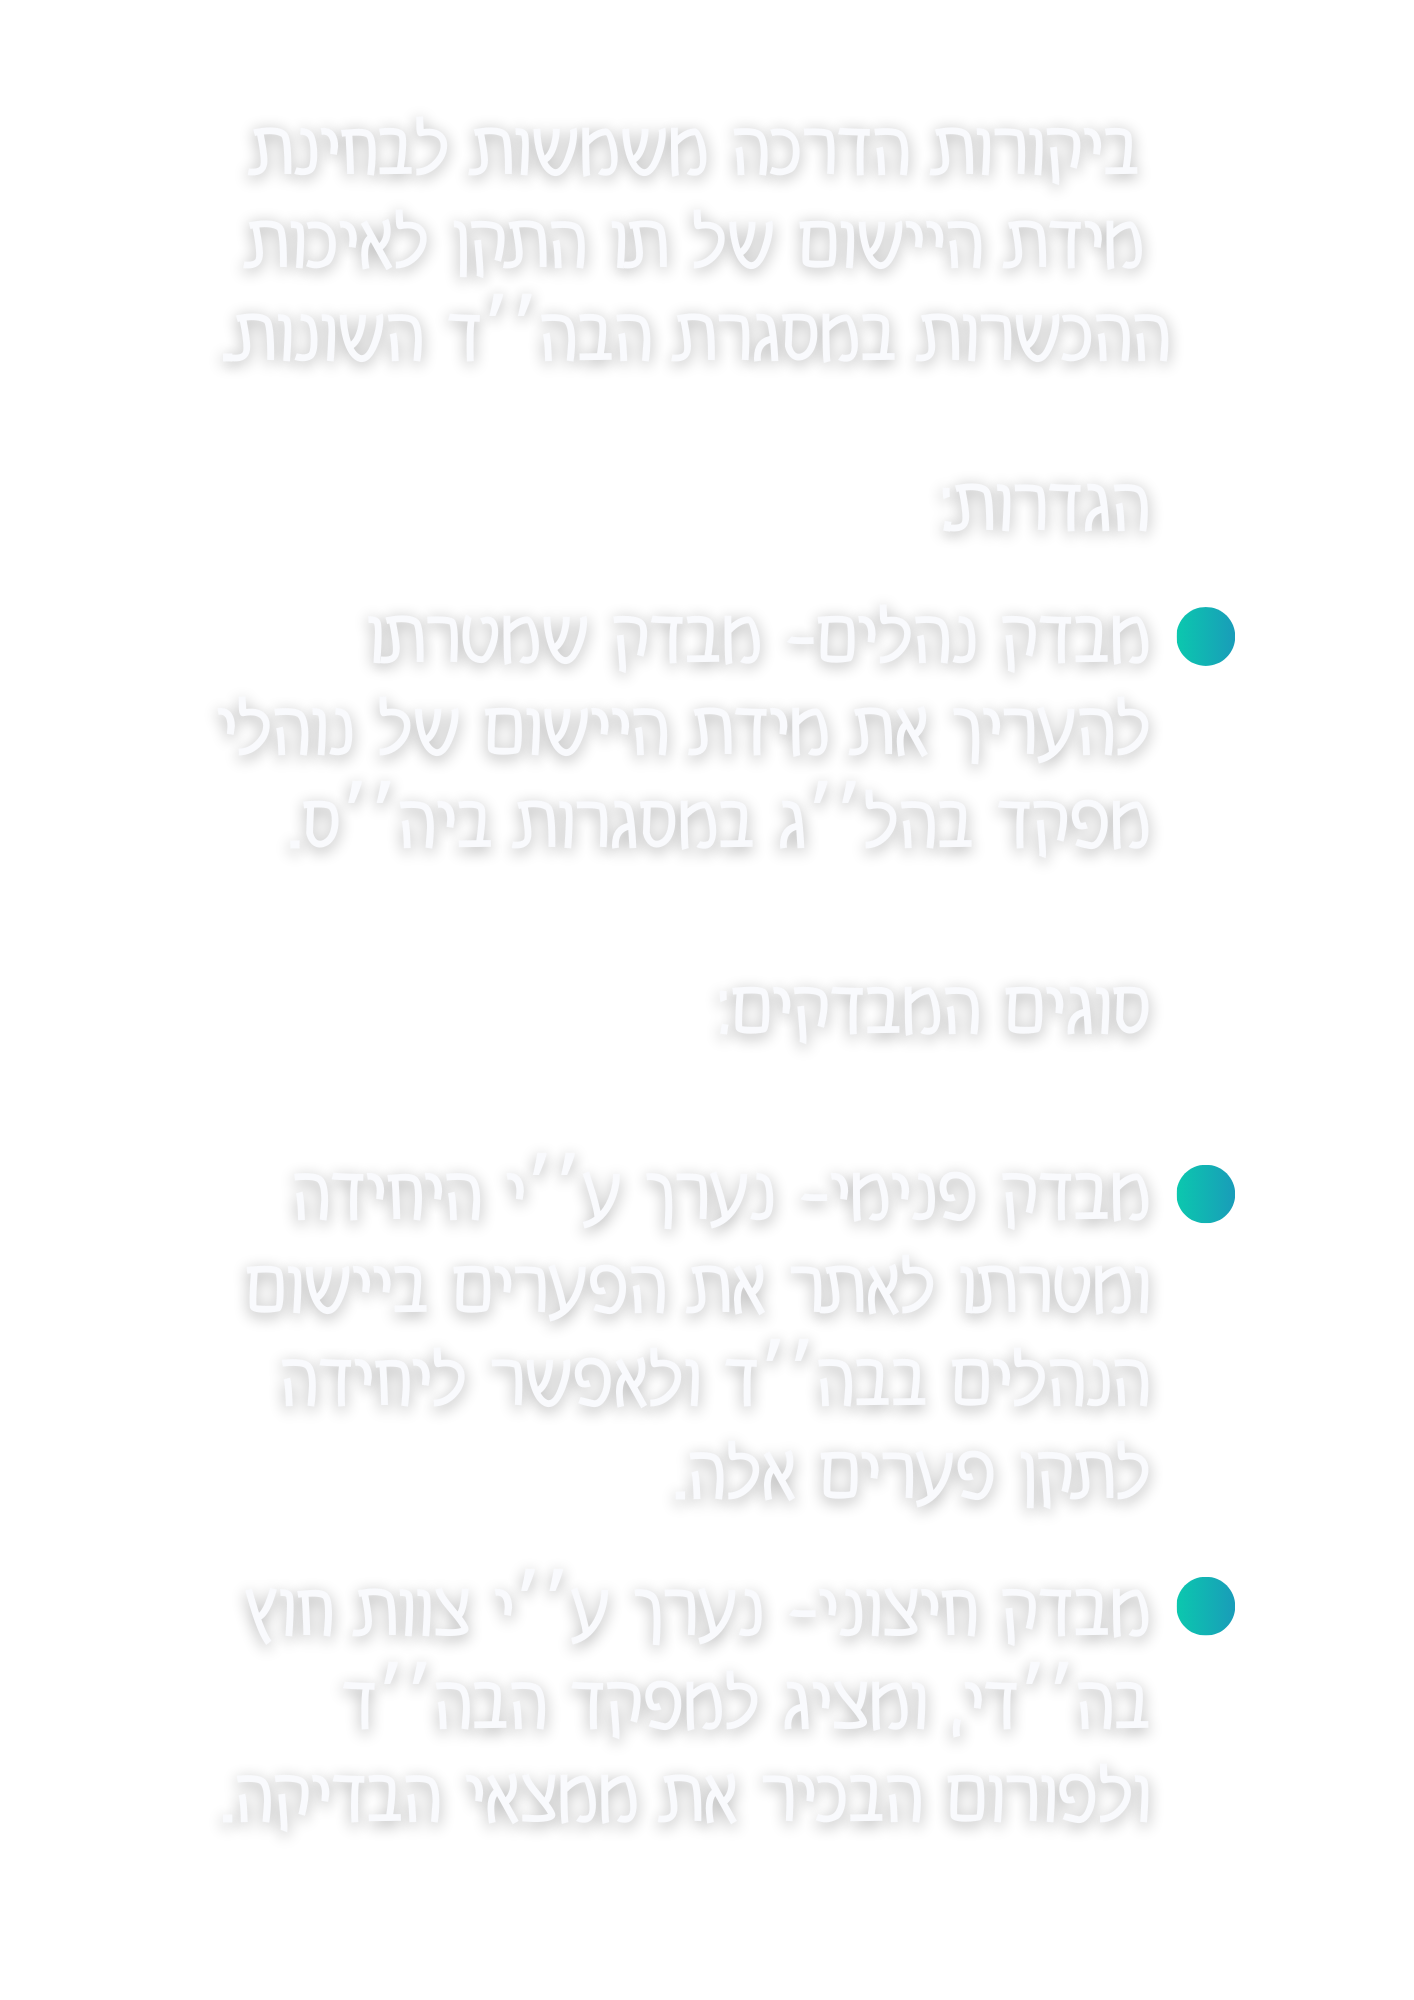 ביקורות הדרכה משמשות לבחינת
מידת היישום של תו התקן לאיכות
ההכשרות במסגרת הבה''ד השונות.
הגדרות:
מבדק נהלים- מבדק שמטרתו
להעריך את מידת היישום של נוהלי
מפקד בהל''ג במסגרות ביה''ס.
סוגים המבדקים:
מבדק פנימי- נערך ע''י היחידה
ומטרתו לאתר את הפערים ביישום
הנהלים בבה''ד ולאפשר ליחידה
לתקן פערים אלה.
מבדק חיצוני- נערך ע''י צוות חוץ
בה''די, ומציג למפקד הבה''ד
ולפורום הבכיר את ממצאי הבדיקה.